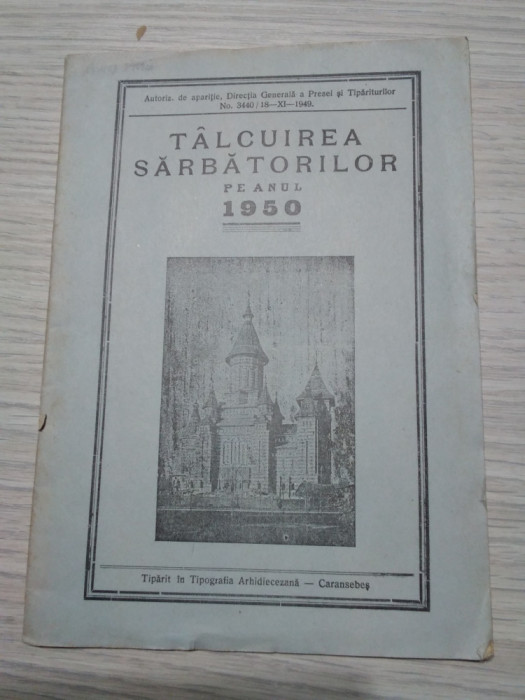 Autoriz. de apariție, Direcția Generală a Presei și Tipăriturilor
No. 3440/18—XI—1949.
TÂLCUIREA
SĂRBĂTORILOR
PE ANUL
1950
Tipărit în Tipografia Arhidiecezană — Caransebeș